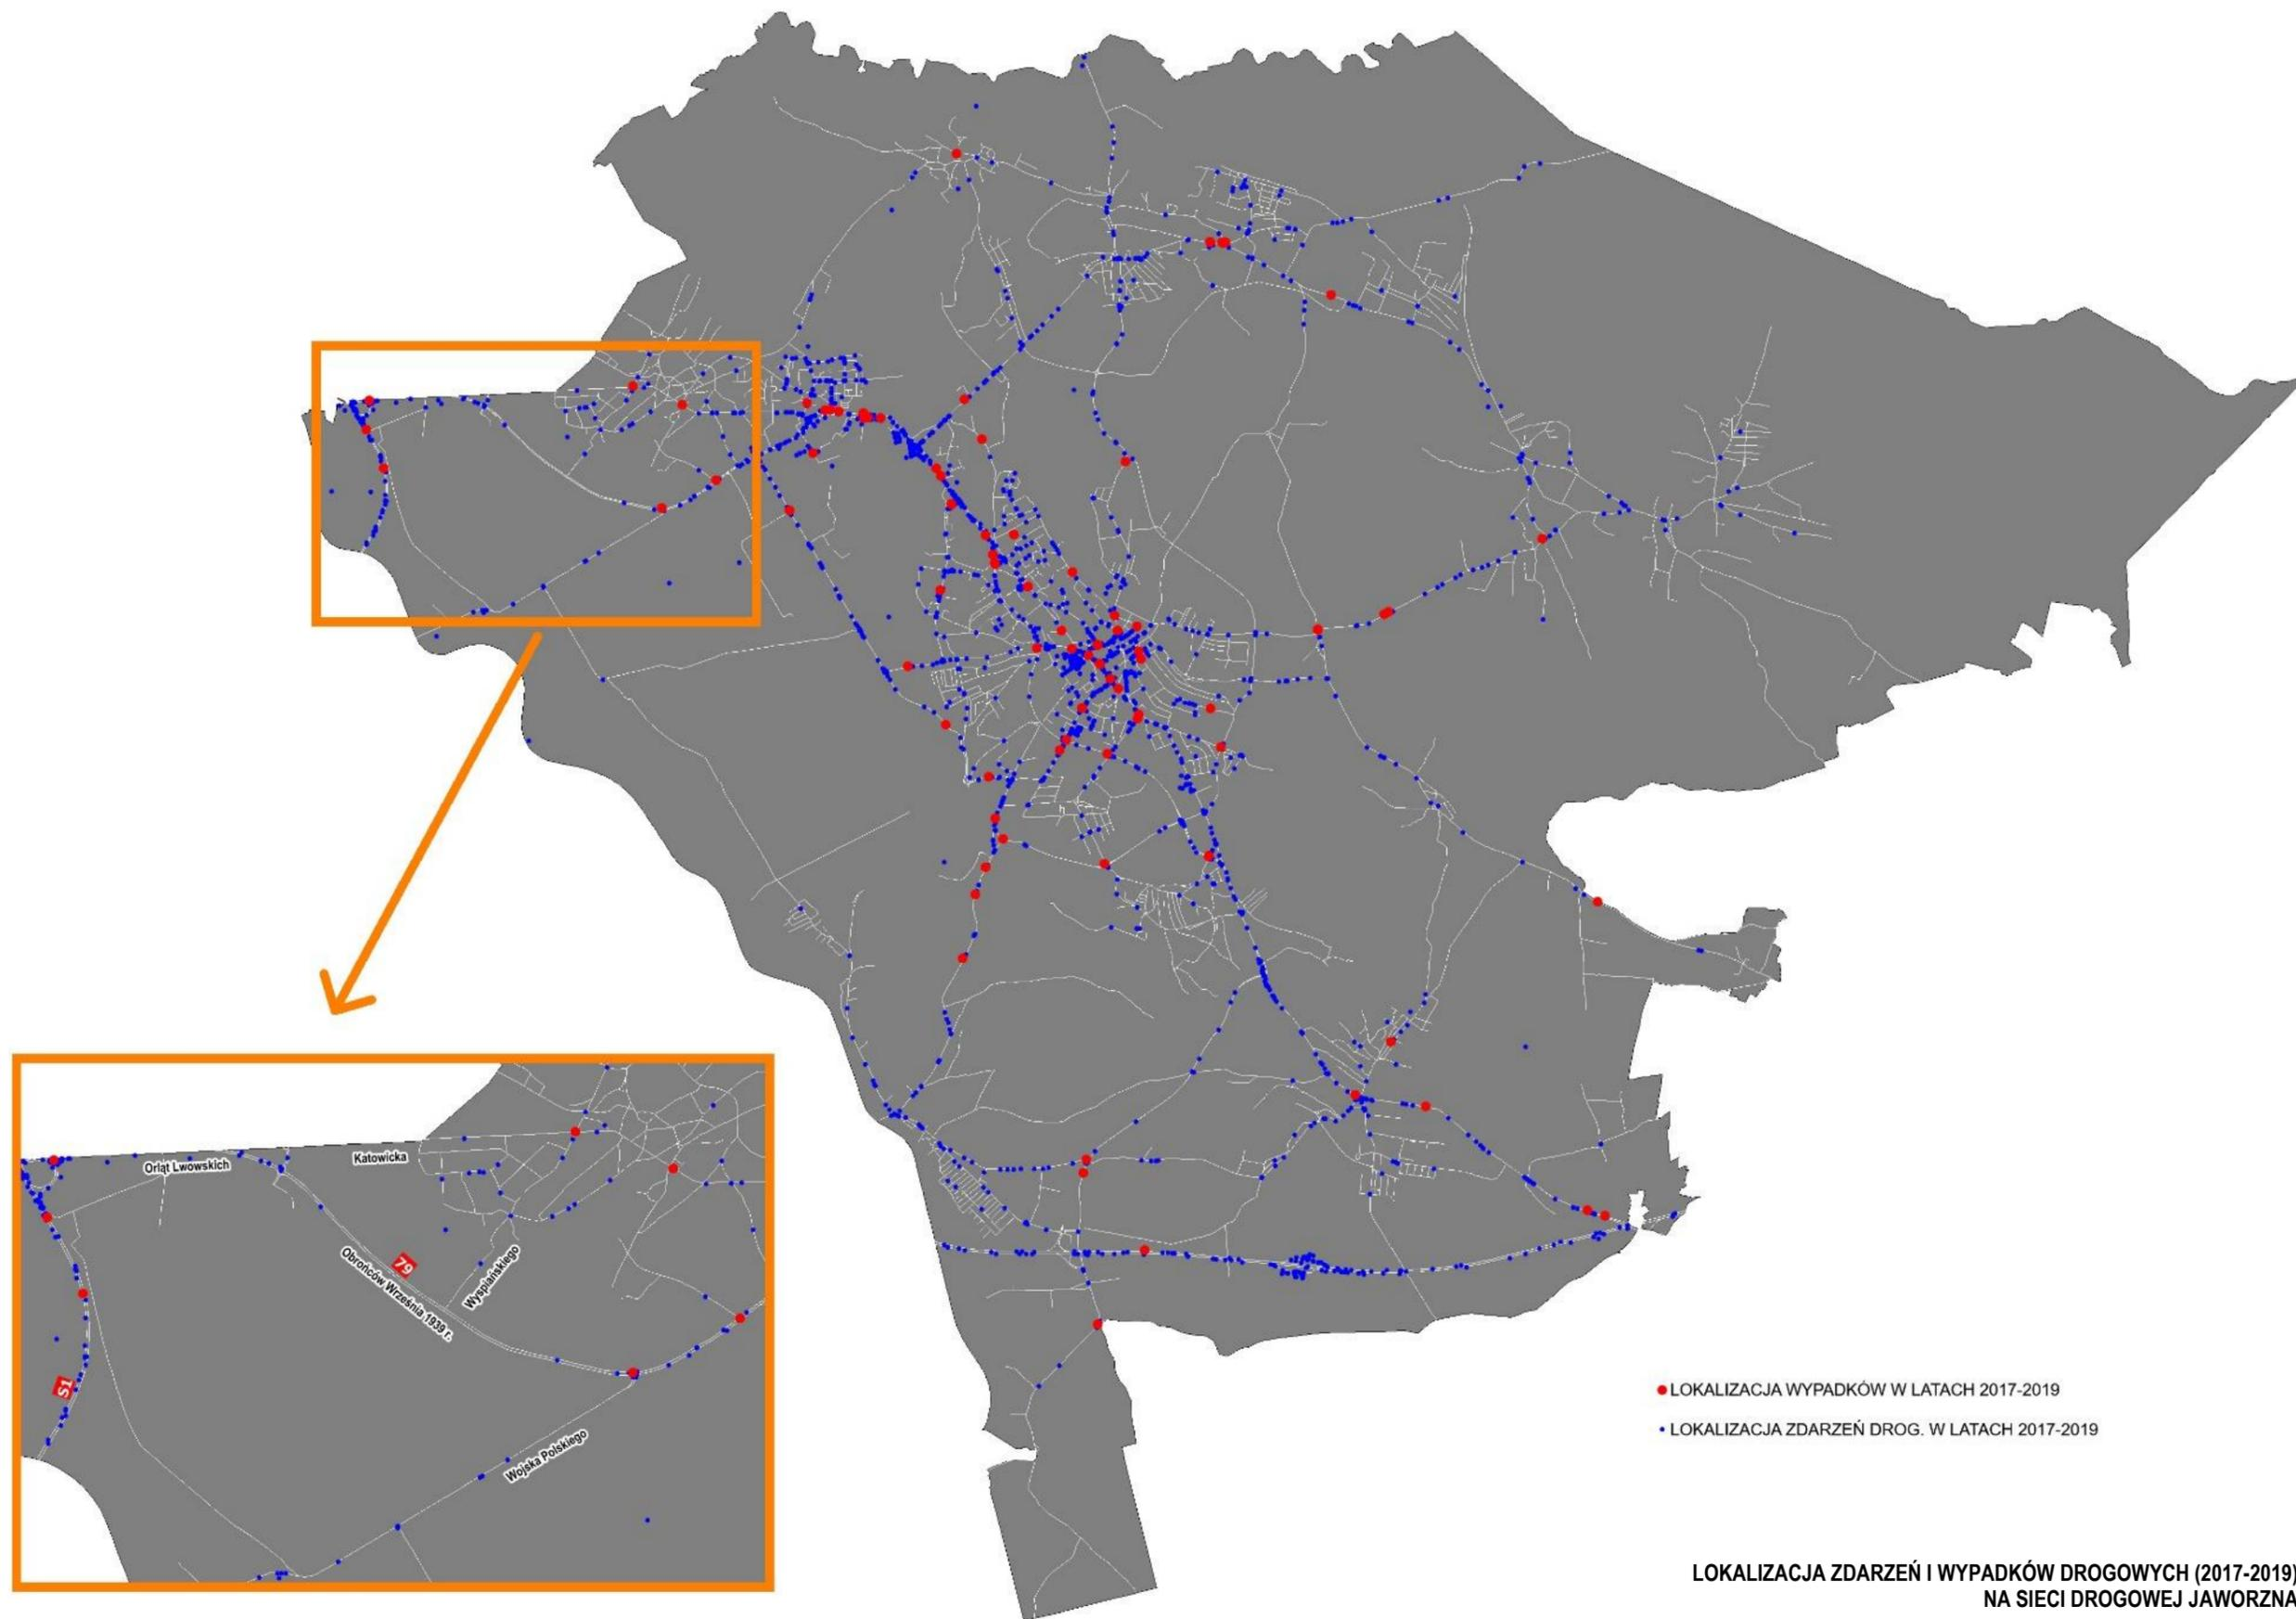 Orląt Lwowskich
Katowicka
79
Obrońców Września 1939 r.
Wyspiańskiego
S1
Wojska Polskiego
LOKALIZACJA WYPADKÓW W LATACH 2017-2019
LOKALIZACJA ZDARZEŃ DROG. W LATACH 2017-2019
LOKALIZACJA ZDARZEŃ I WYPADKÓW DROGOWYCH (2017-2019)
NA SIECI DROGOWEJ JAWORZNA